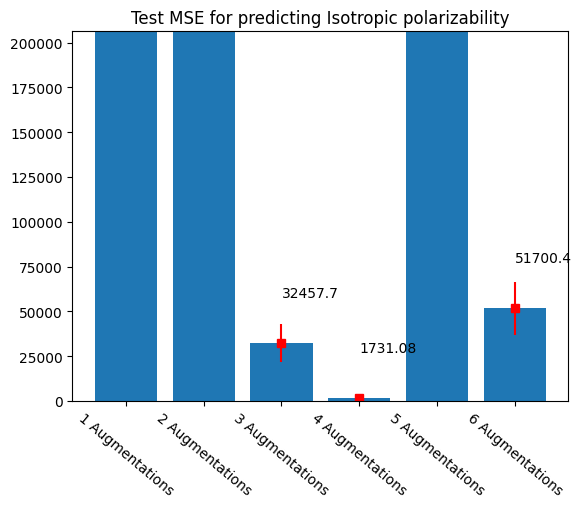 Test MSE for predicting Isotropic polarizability
200000
175000
150000
125000
100000
75000
50000
25000
0
32457.7
1731.08
51700.4
1 Augmentations
2 Augmentations
3 Augmentations
4 Augmentations
5 Augmentations
6 Augmentations